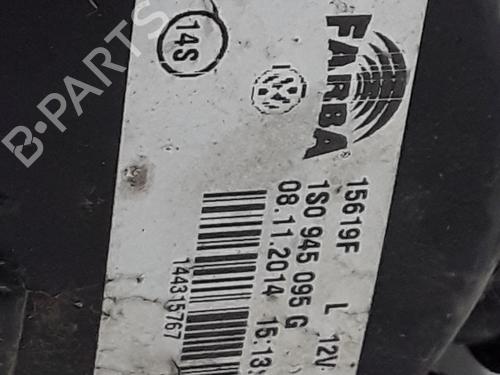 B-PARTS
14S
FARBA®
15619F L 12V
1S0 945 095 G
08.11.2014 15:13
144315767